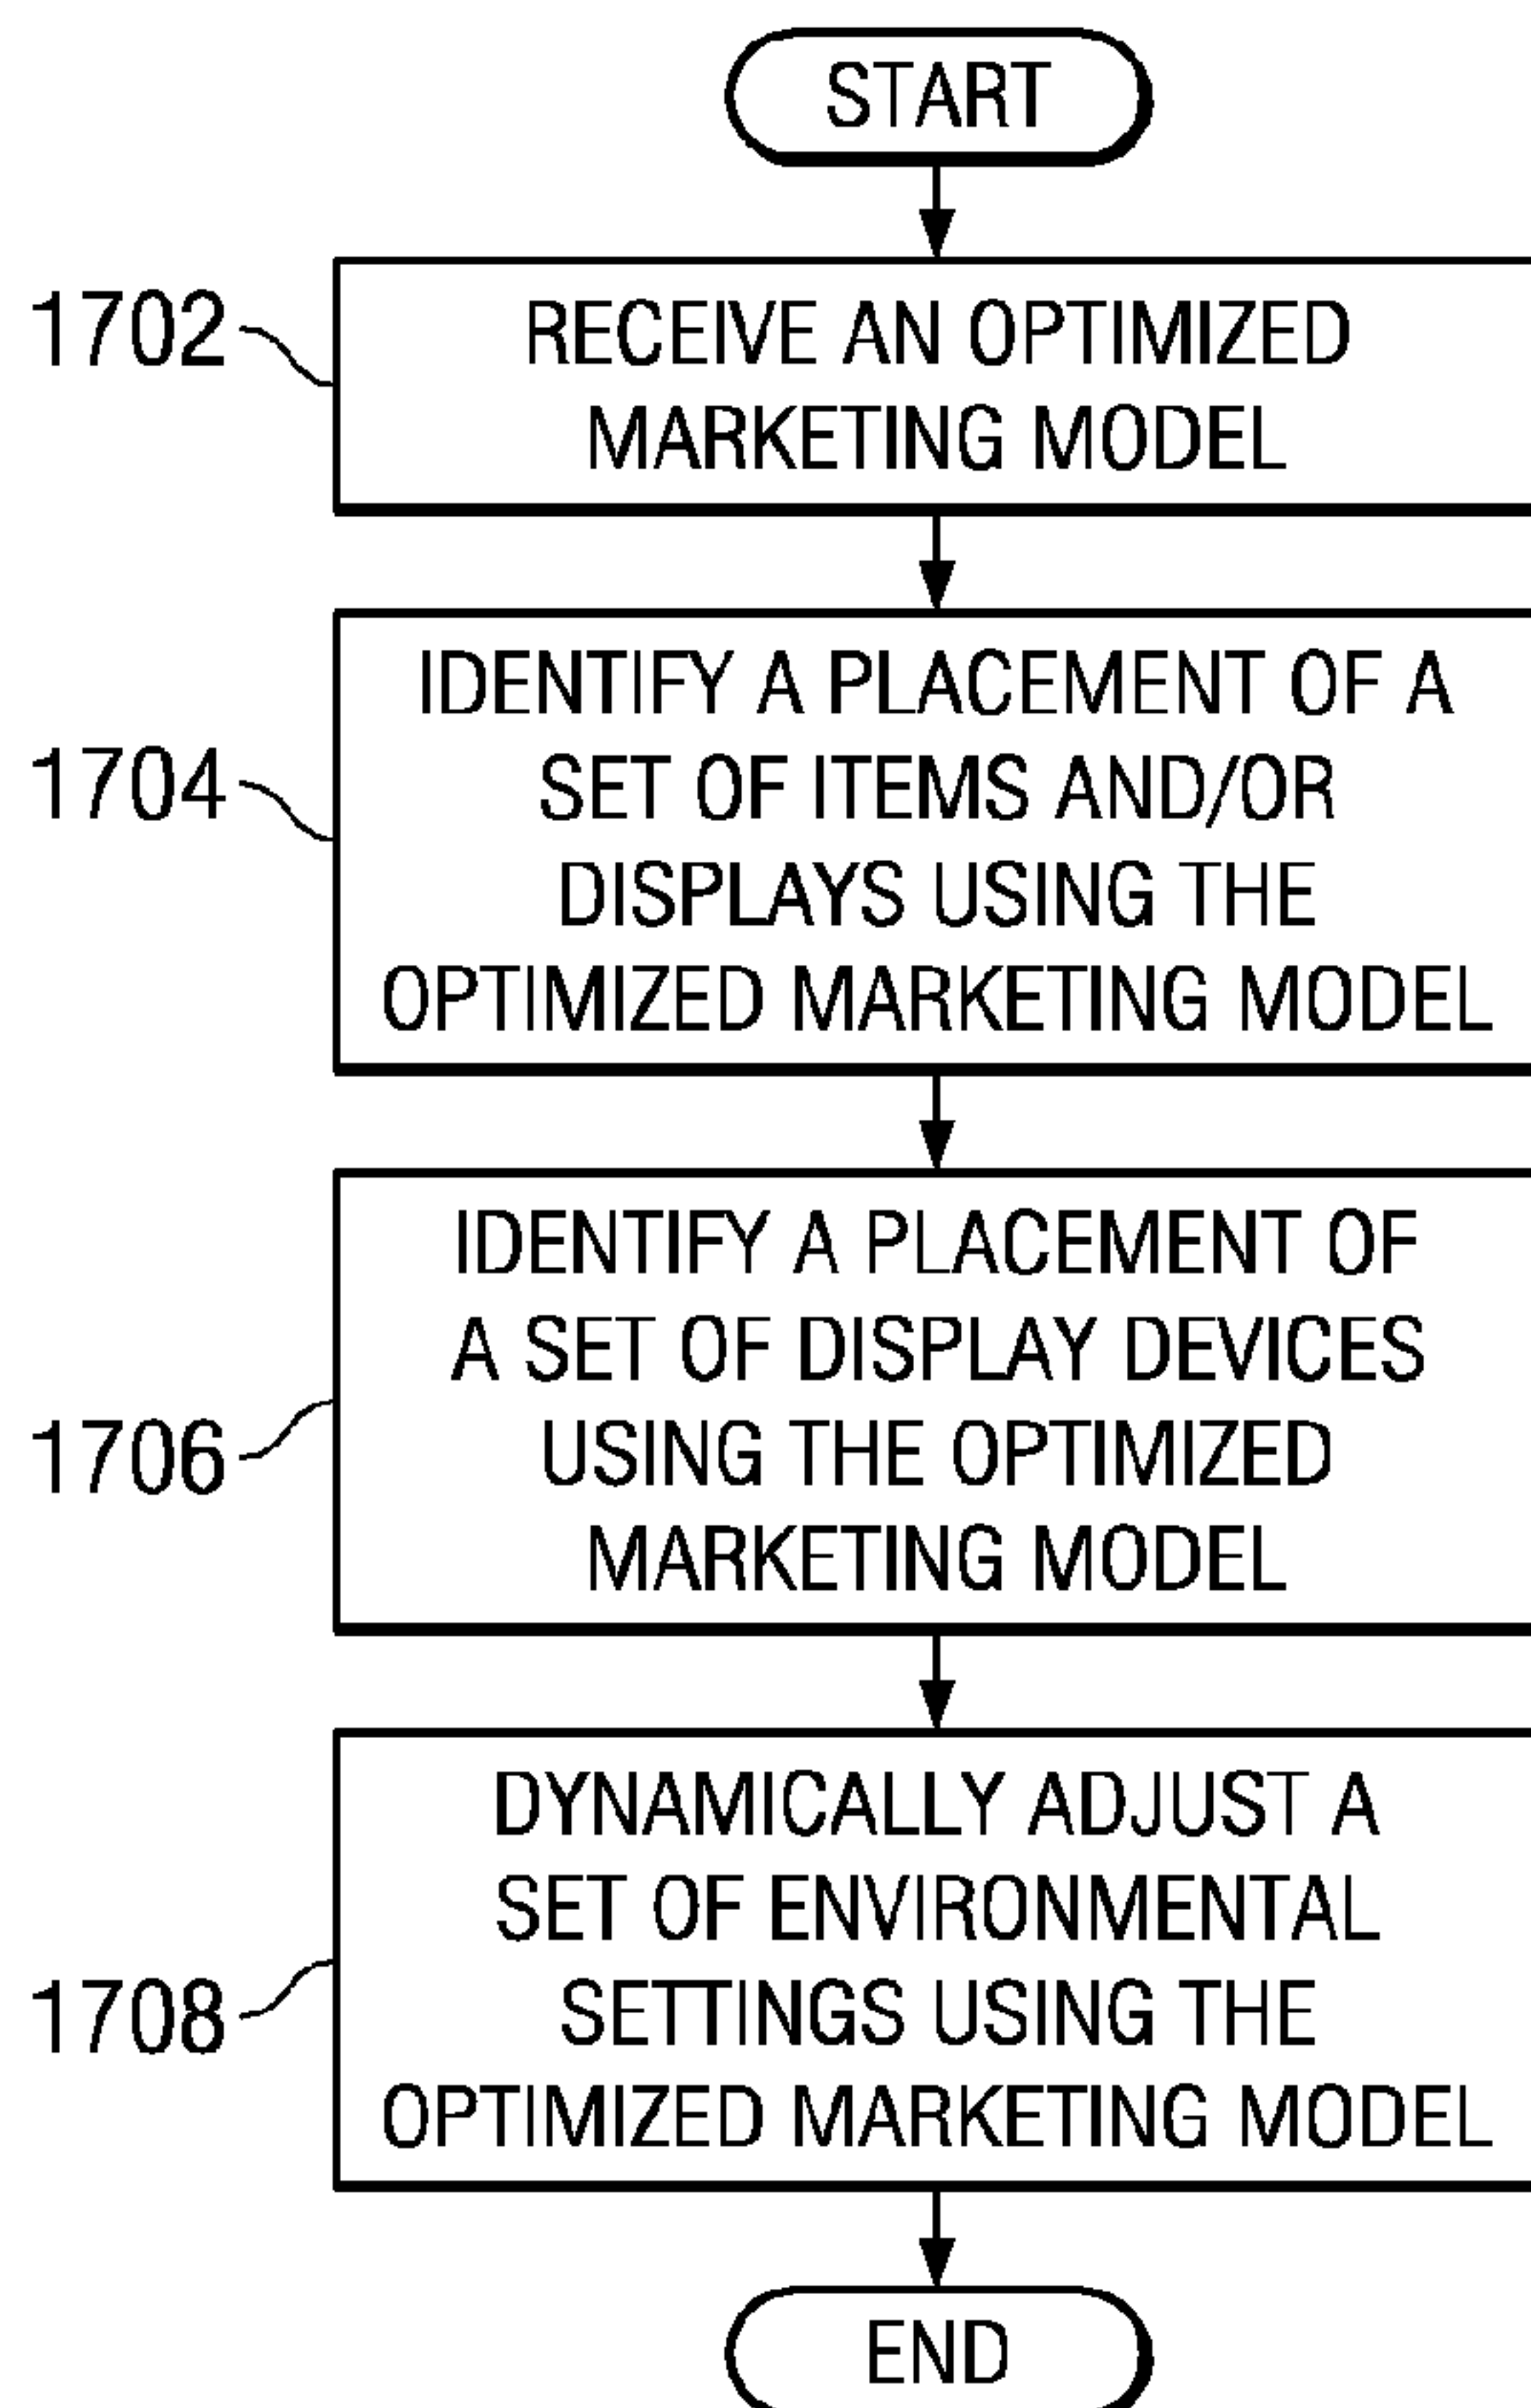 START
1702
RECEIVE AN OPTIMIZED
MARKETING MODEL
1704
IDENTIFY A PLACEMENT OF A
SET OF ITEMS AND/OR
DISPLAYS USING THE
OPTIMIZED MARKETING MODEL
1706
IDENTIFY A PLACEMENT OF
A SET OF DISPLAY DEVICES
USING THE OPTIMIZED
MARKETING MODEL
1708
DYNAMICALLY ADJUST A
SET OF ENVIRONMENTAL
SETTINGS USING THE
OPTIMIZED MARKETING MODEL
END